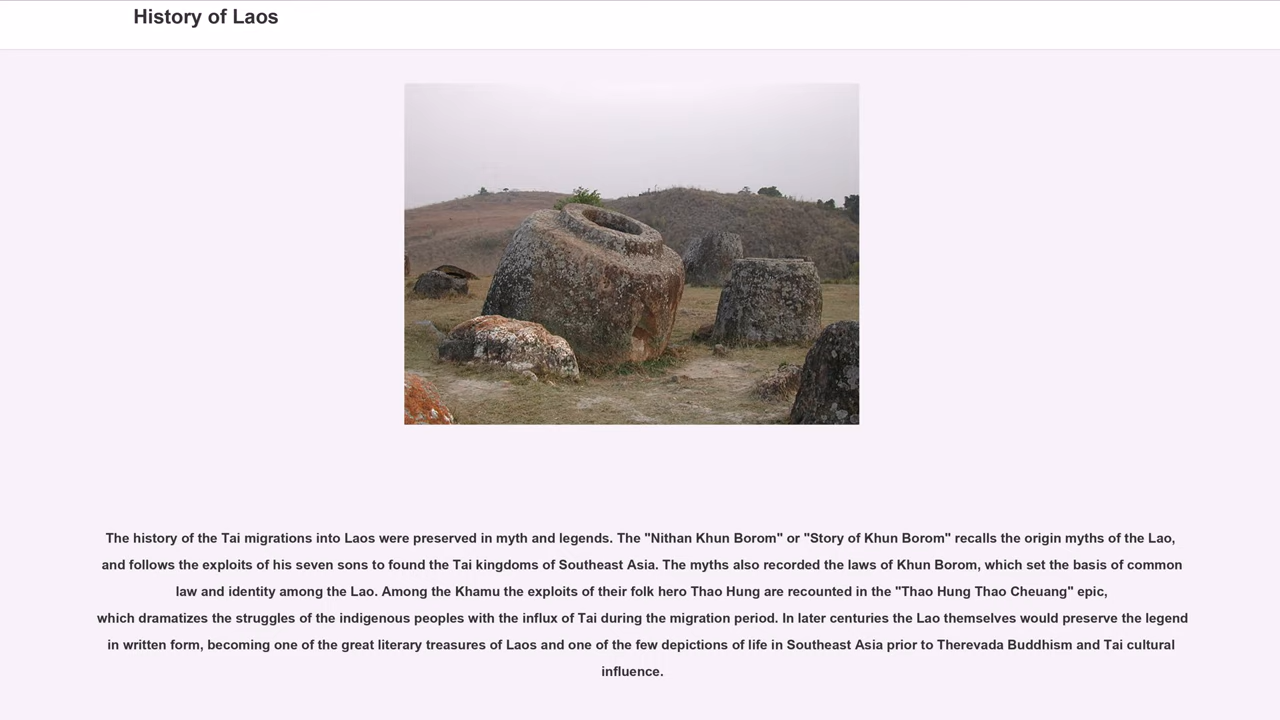 History of Laos
The history of the Tai migrations into Laos were preserved in myth and legends. The "Nithan Khun Borom" or "Story of Khun Borom" recalls the origin myths of the Lao,
and follows the exploits of his seven sons to found the Tai kingdoms of Southeast Asia. The myths also recorded the laws of Khun Borom, which set the basis of common
law and identity among the Lao. Among the Khamu the exploits of their folk hero Thao Hung are recounted in the "Thao Hung Thao Cheuang" epic,
which dramatizes the struggles of the indigenous peoples with the influx of Tai during the migration period. In later centuries the Lao themselves would preserve the legend
in written form, becoming one of the great literary treasures of Laos and one of the few depictions of life in Southeast Asia prior to Therevada Buddhism and Tai cultural
influence.